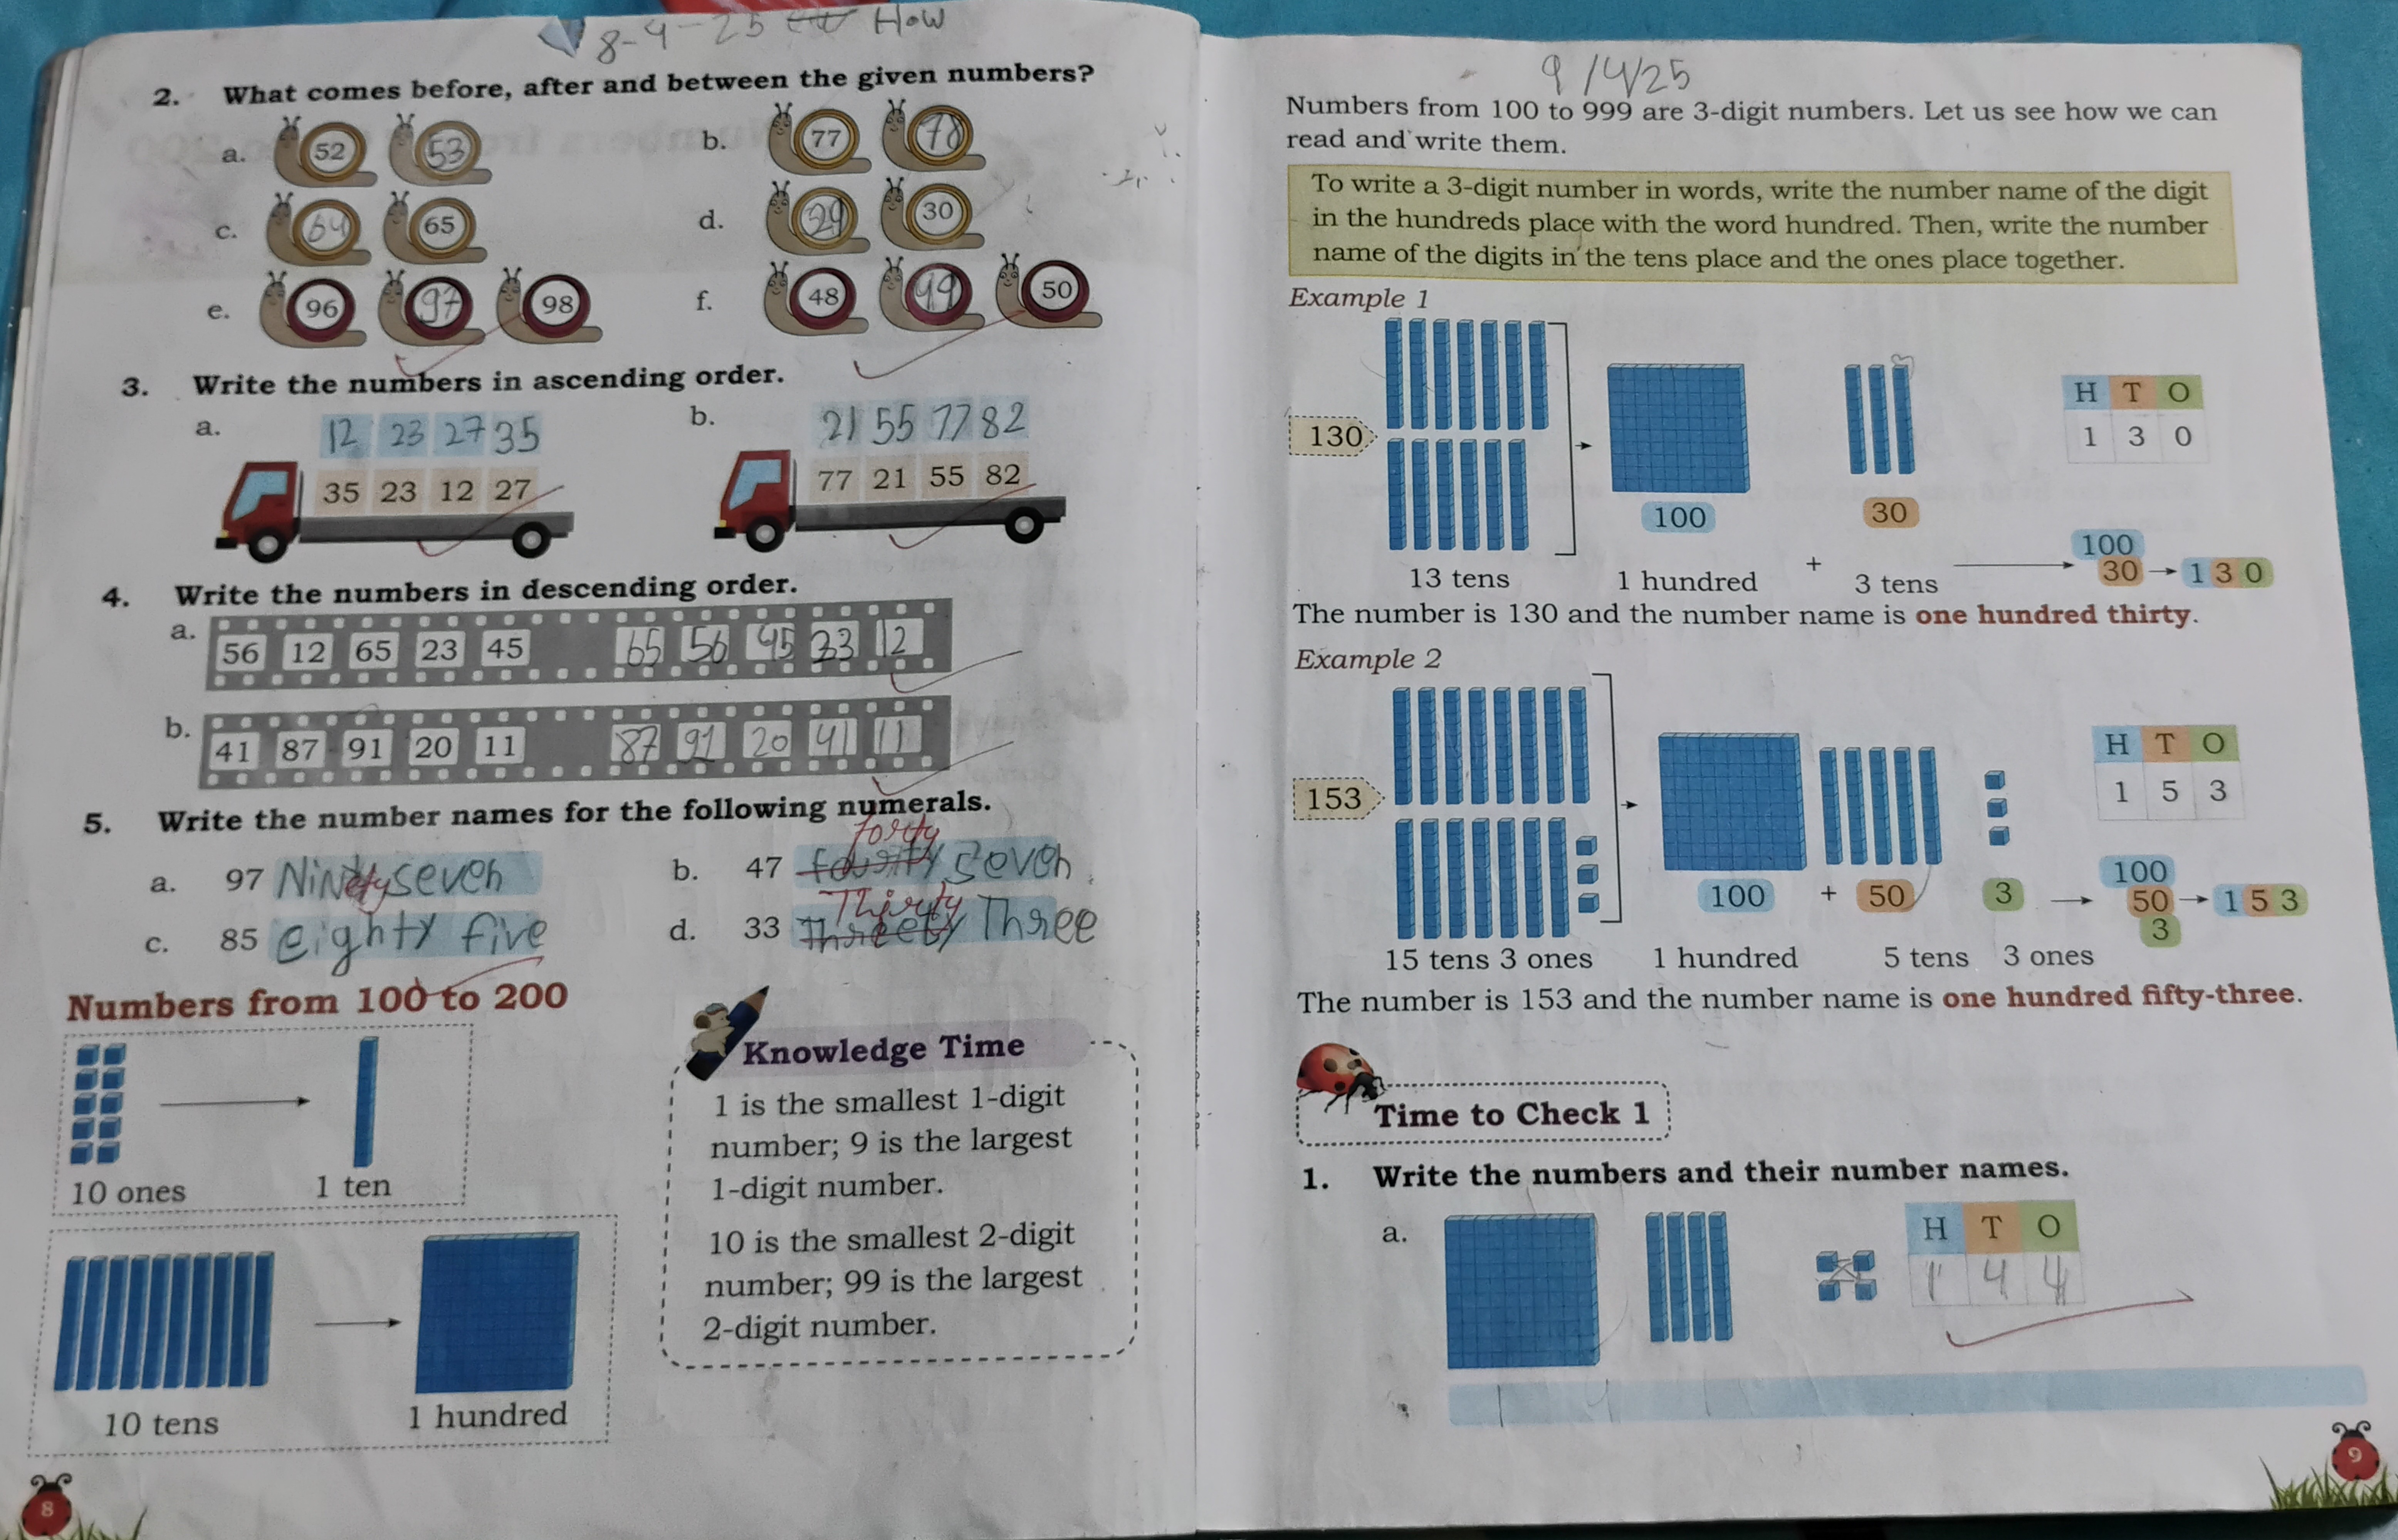 8-4-25 How
2. What comes before, after and between the given numbers?
a. 52 53 b. 77 78
c. 64 65 d. 29 30
e. 96 97 98 f. 48 49 50
3. Write the numbers in ascending order.
a. 12 23 27 35 b. 21 55 77 82
35 23 12 27 77 21 55 82
4. Write the numbers in descending order.
a. 56 12 65 23 45 65 56 45 23 12
b. 41 87 91 20 11 87 91 20 41 11
5. Write the number names for the following numerals.
forty
a. 97 Ninety seven b. 47 seven
Thirty
c. 85 eighty five d. 33 Threety Three
Numbers from 100 to 200
10 ones 1 ten
10 tens 1 hundred
Knowledge Time
1 is the smallest 1-digit
number; 9 is the largest
1-digit number.
10 is the smallest 2-digit
number; 99 is the largest
2-digit number.
8
9/4/25
Numbers from 100 to 999 are 3-digit numbers. Let us see how we can
read and write them.
To write a 3-digit number in words, write the number name of the digit
in the hundreds place with the word hundred. Then, write the number
name of the digits in the tens place and the ones place together.
Example 1
H T O
130 1 3 0
100 30
100
30 → 1 3 0
13 tens 1 hundred + 3 tens
The number is 130 and the number name is one hundred thirty.
Example 2
H T O
153 1 5 3
100
100 + 50 3 50 → 1 5 3
3
15 tens 3 ones 1 hundred 5 tens 3 ones
The number is 153 and the number name is one hundred fifty-three.
Time to Check 1
1. Write the numbers and their number names.
a. H T O
1 4 4
1 4
9